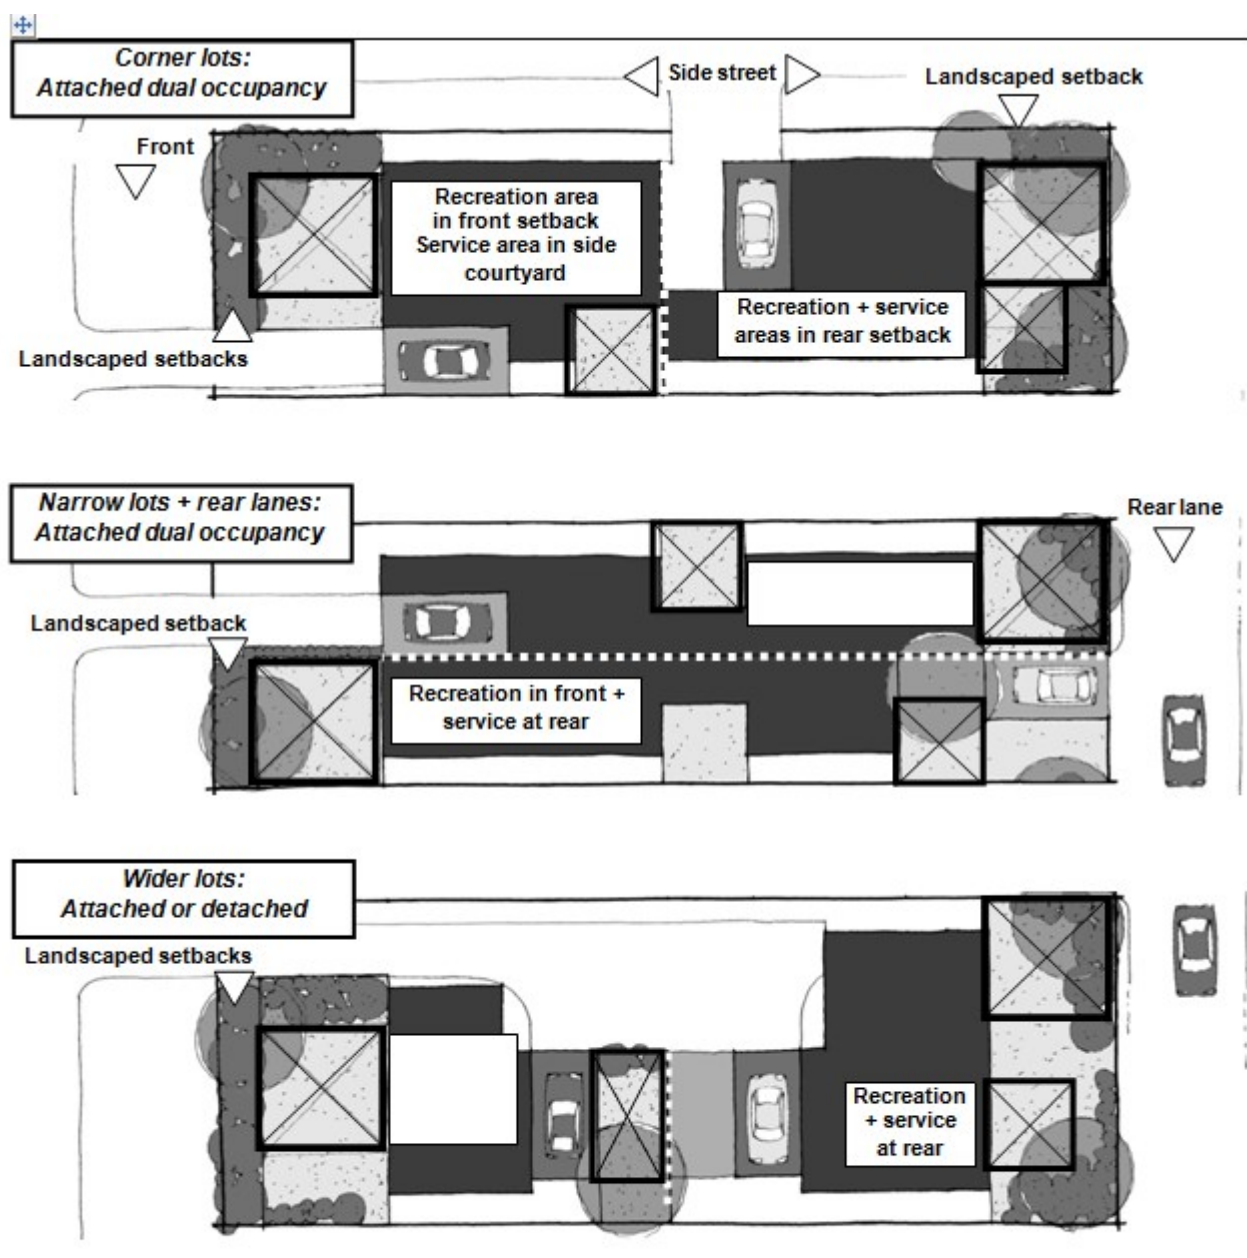 Corner lots:
Attached dual occupancy
Side street
Landscaped setback
Front
Recreation area
in front setback
Service area in side
courtyard
Recreation + service
areas in rear setback
Landscaped setbacks
Narrow lots + rear lanes:
Attached dual occupancy
Rear lane
Landscaped setback
Recreation in front +
service at rear
Wider lots:
Attached or detached
Landscaped setbacks
Recreation
+ service
at rear